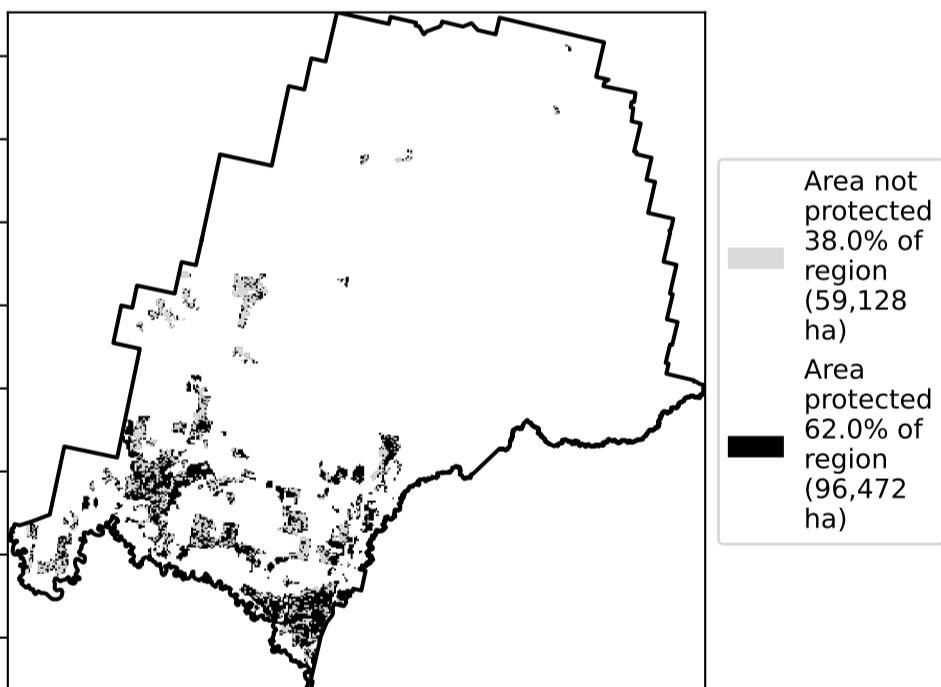 Area not
protected
38.0% of
region
(59,128
ha)
Area
protected
62.0% of
region
(96,472
ha)